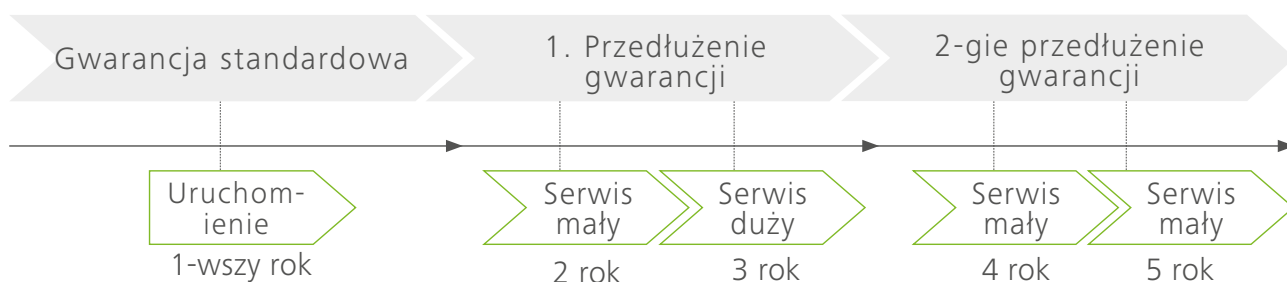 Gwarancja standardowa
1. Przedłużenie
gwarancji
2-gie przedłużenie
gwarancji
Uruchom-
ienie
Serwis
mały
Serwis
duży
Serwis
mały
Serwis
mały
1-wszy rok
2 rok
3 rok
4 rok
5 rok